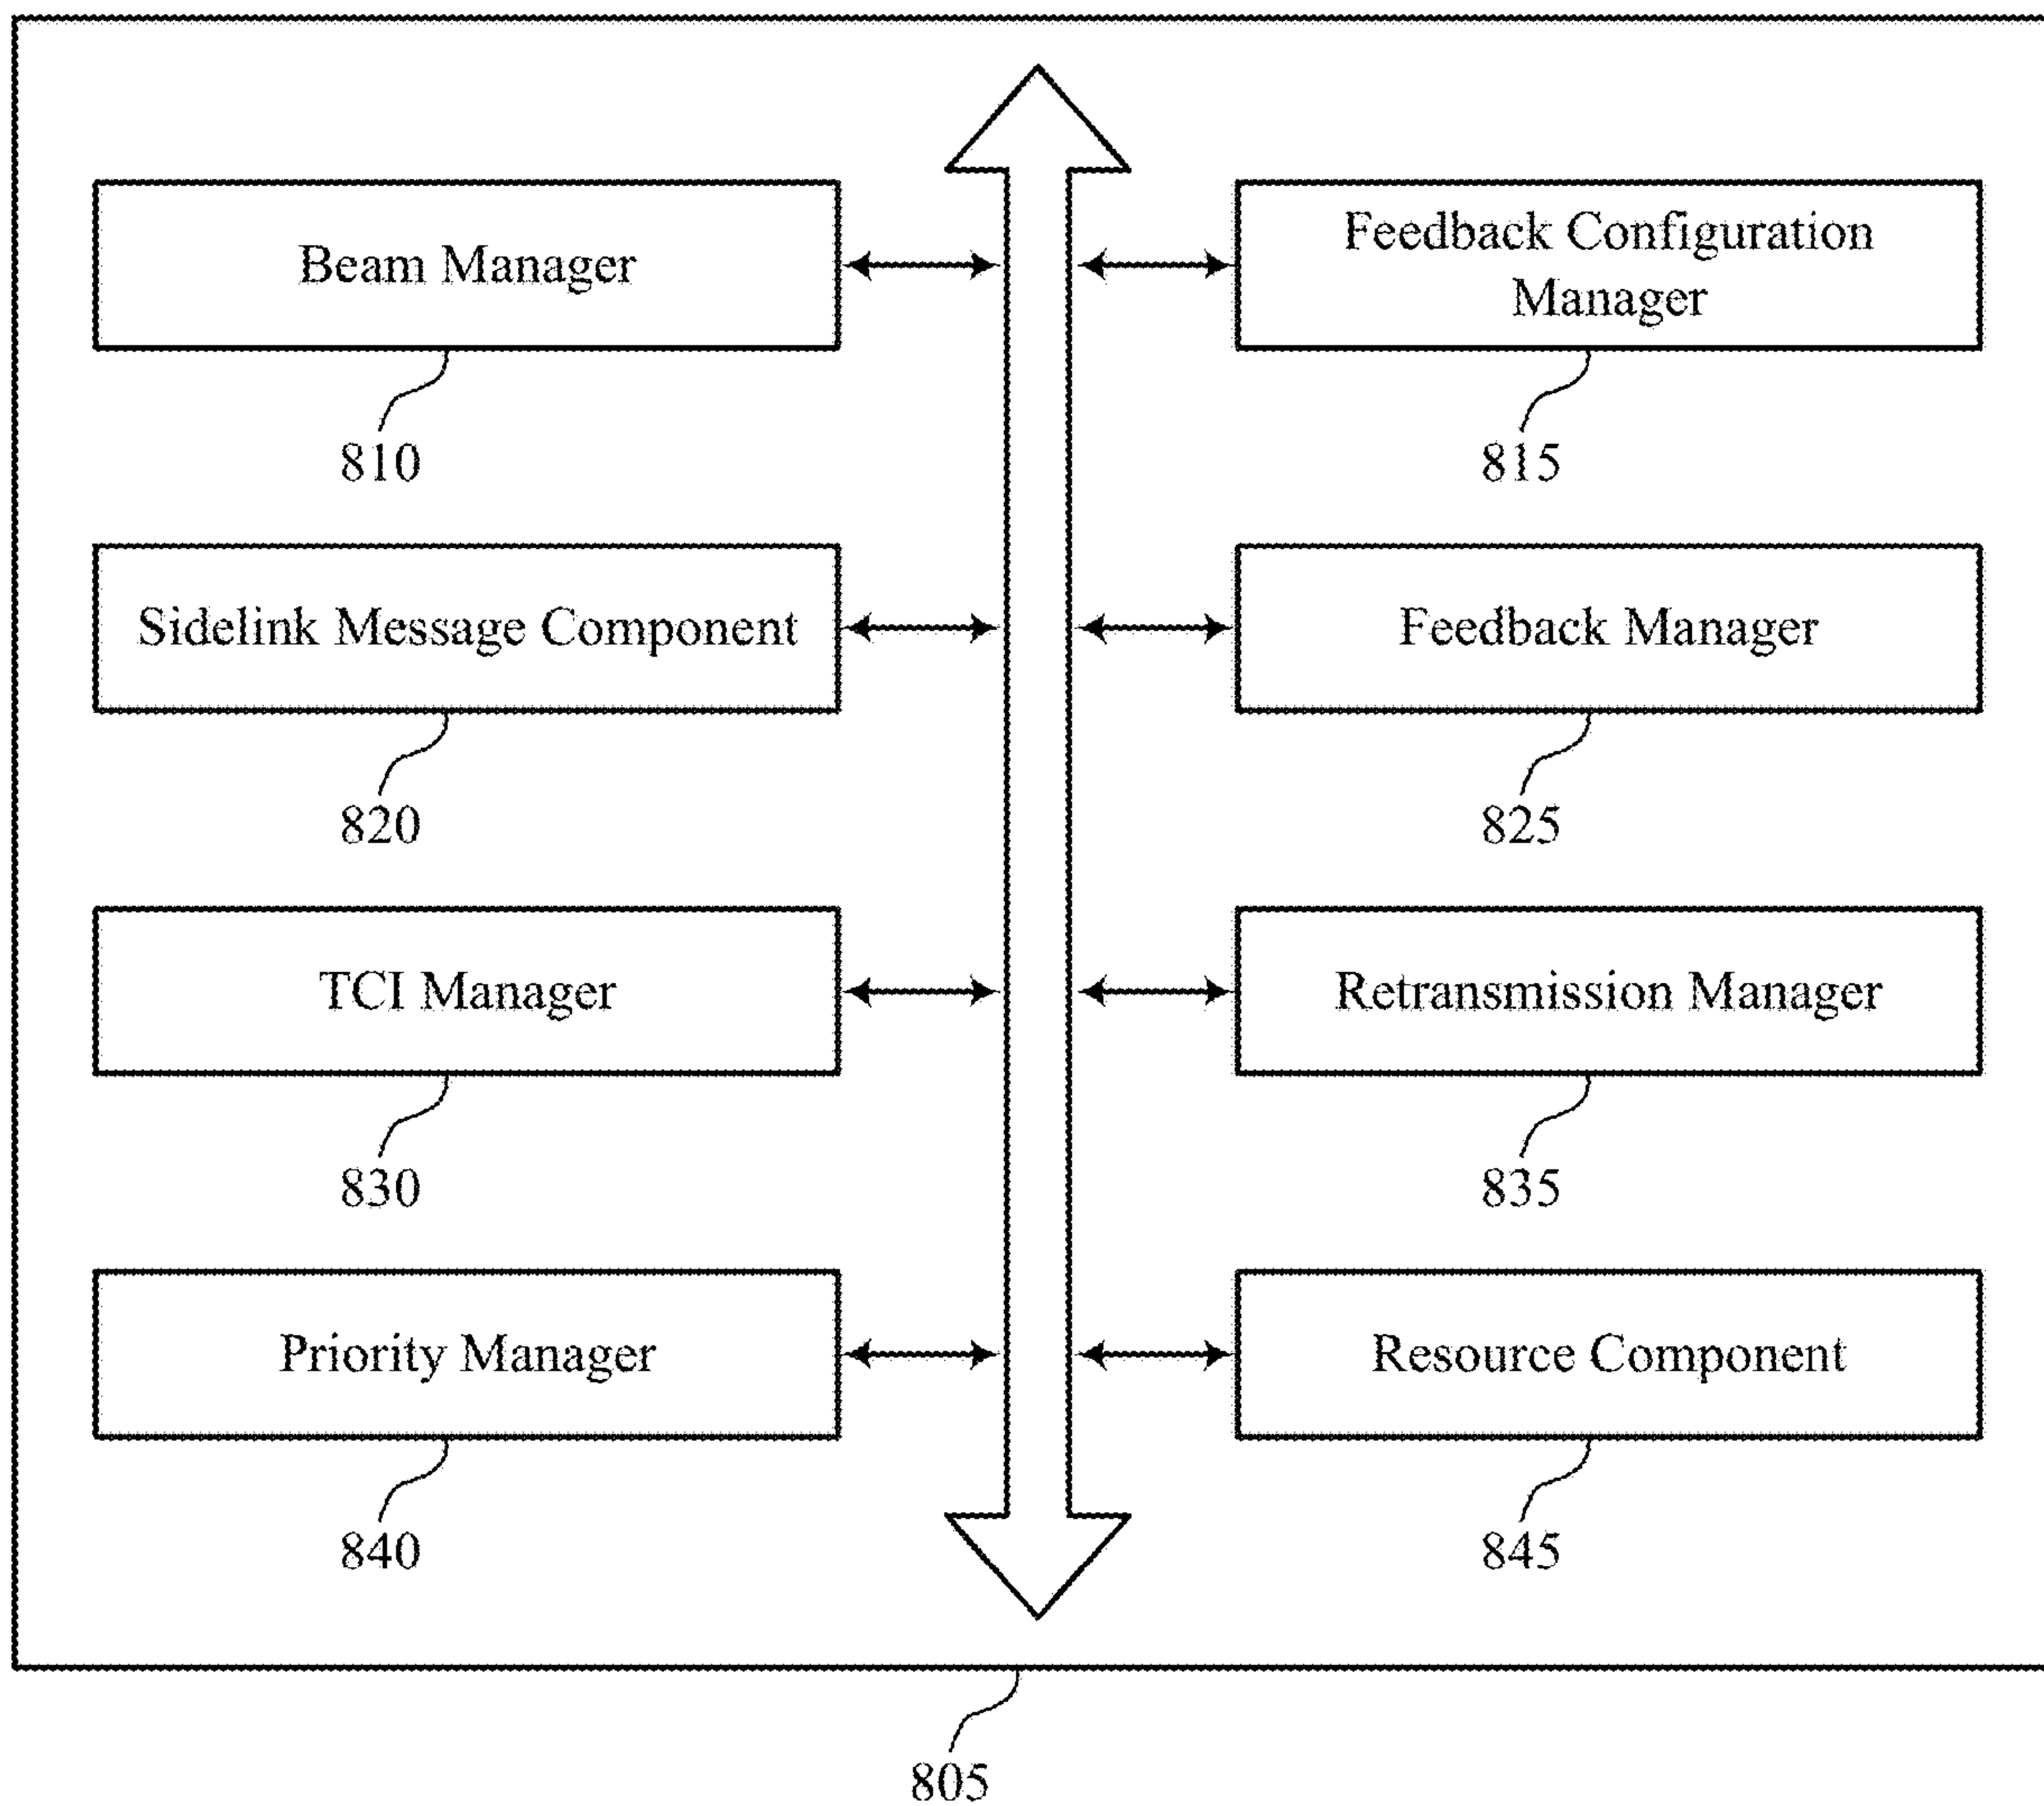 Beam Manager
810
Feedback Configuration
Manager
815
Sidelink Message Component
820
Feedback Manager
825
TCI Manager
830
Retransmission Manager
835
Priority Manager
840
Resource Component
845
805